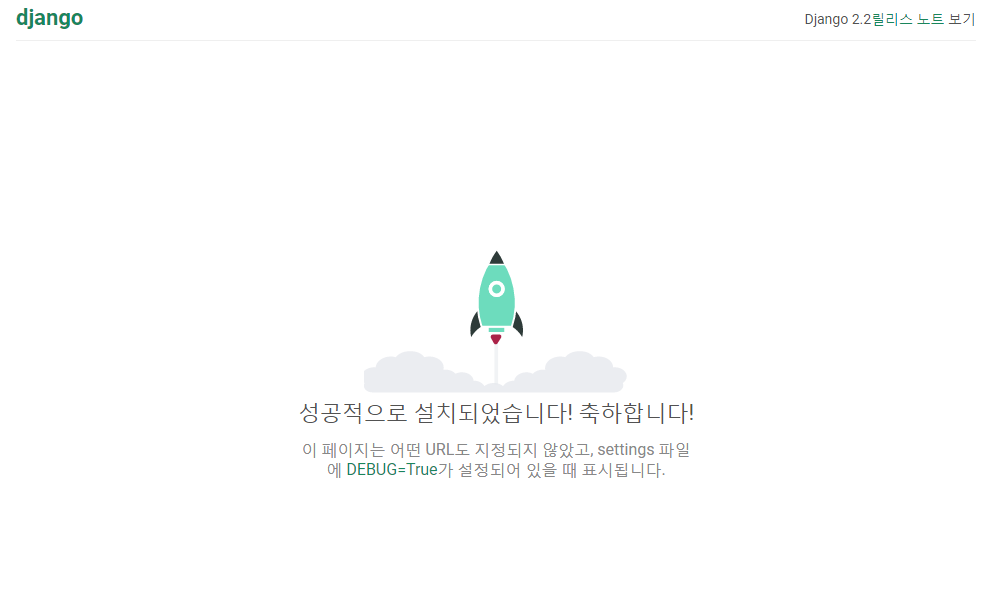 django
Django 2.2릴리스 노트 보기
성공적으로 설치되었습니다! 축하합니다!
이 페이지는 어떤 URL도 지정되지 않았고, settings 파일
에 DEBUG=True가 설정되어 있을 때 표시됩니다.